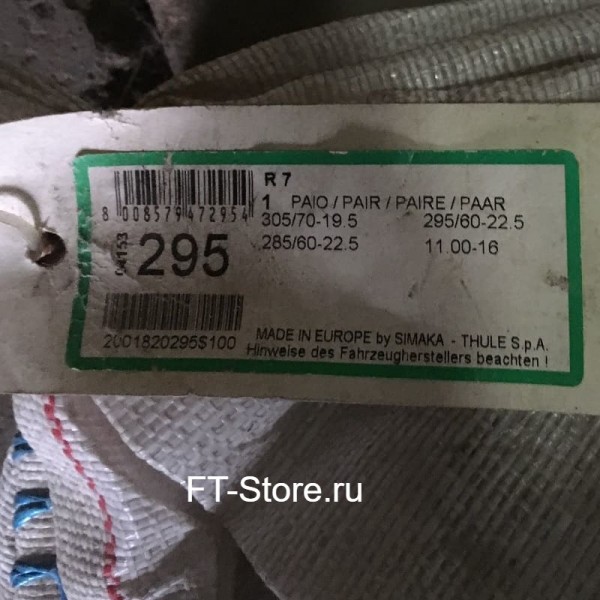 R 7
8 008579 472954
1 PAIO / PAIR / PAIRE / PAAR
305/70-19.5 295/60-22.5
285/60-22.5 11.00-16
295
2001820295$100
MADE IN EUROPE by SIMAKA - THULE S.p.A.
Hinweise des Fahrzeugherstellers beachten !
FT-Store.ru